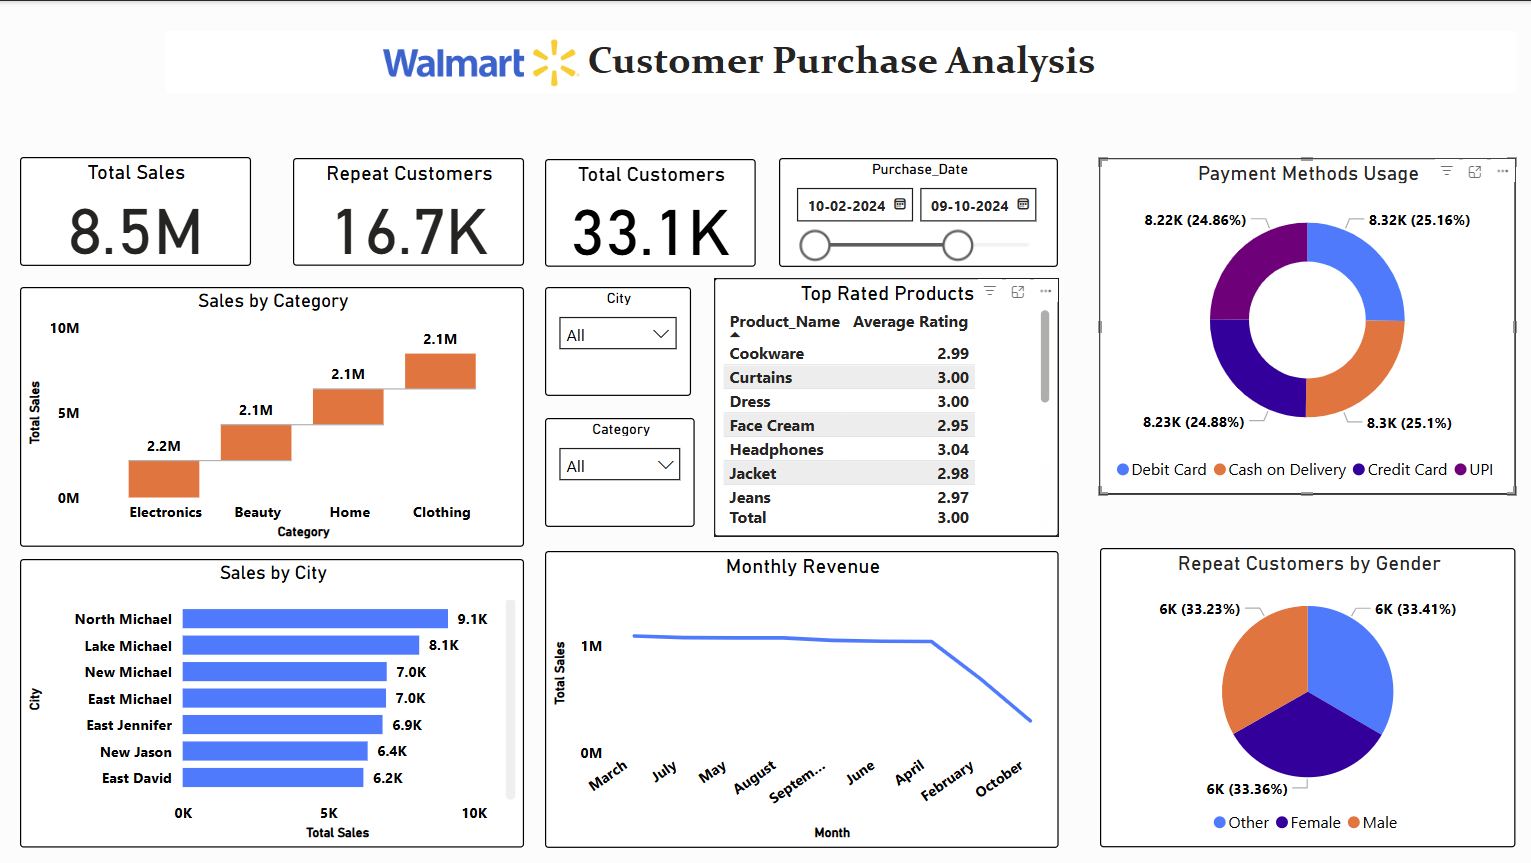 Walmart Customer Purchase Analysis
Total Sales
8.5M
Repeat Customers
16.7K
Total Customers
33.1K
Purchase_Date
10-02-2024
09-10-2024
Payment Methods Usage
8.22K (24.86%)
8.32K (25.16%)
8.23K (24.88%)
8.3K (25.1%)
Debit Card Cash on Delivery Credit Card UPI
Sales by Category
Total Sales
10M
5M
0M
2.2M
2.1M
2.1M
2.1M
Electronics Beauty Home Clothing
Category
City
All
Category
All
Top Rated Products
Product_Name Average Rating
Cookware 2.99
Curtains 3.00
Dress 3.00
Face Cream 2.95
Headphones 3.04
Jacket 2.98
Jeans 2.97
Total 3.00
Sales by City
City
North Michael 9.1K
Lake Michael 8.1K
New Michael 7.0K
East Michael 7.0K
East Jennifer 6.9K
New Jason 6.4K
East David 6.2K
0K 5K 10K
Total Sales
Monthly Revenue
Total Sales
1M
0M
March July May August Septem... June April February October
Month
Repeat Customers by Gender
6K (33.23%)
6K (33.41%)
6K (33.36%)
Other Female Male